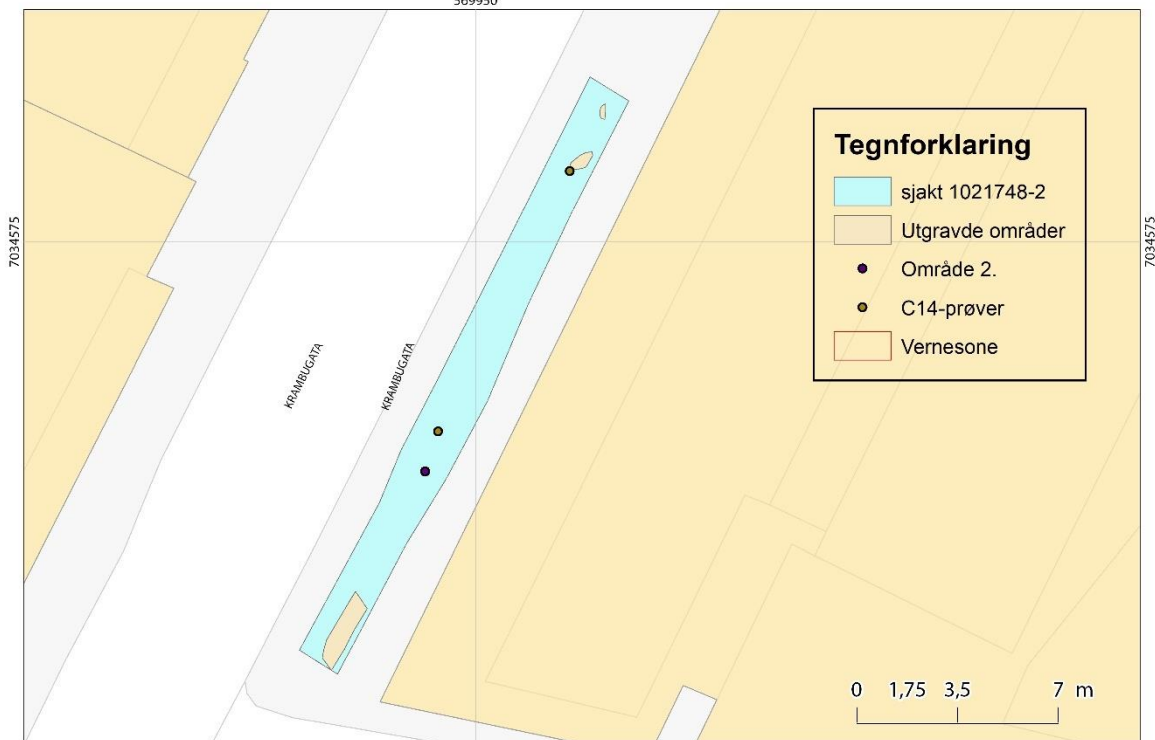 569950
7034575
7034575
KRAMBUGATA
KRAMBUGATA
Tegnforklaring
sjakt 1021748-2
Utgravde områder
Område 2.
C14-prøver
Vernesone
0 1,75 3,5 7 m